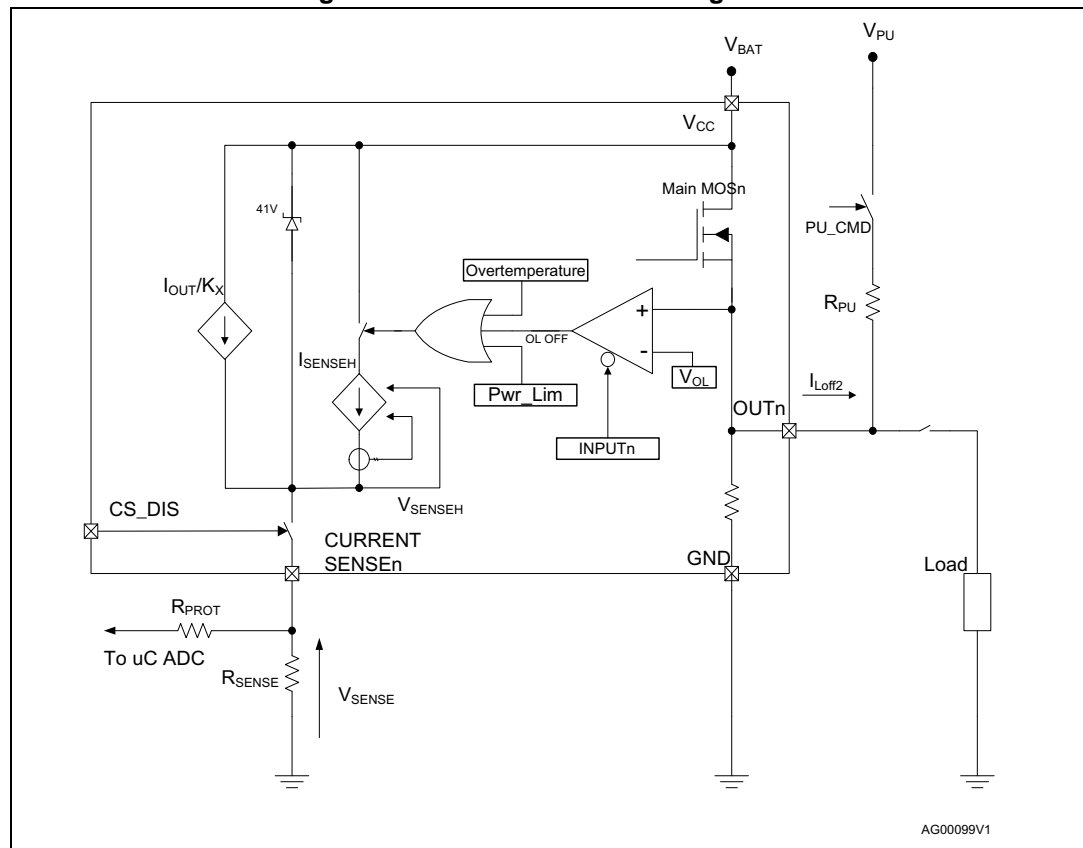 V_BAT
V_PU
V_CC
Main MOSn
41V
PU_CMD
Overtemperature
I_OUT/K_X
R_PU
+
OL OFF
-
I_SENSEH
V_OL
Pwr_Lim
I_Loff2
OUTn
INPUTn
V_SENSEH
CS_DIS
CURRENT
SENSEn
GND
Load
R_PROT
To uC ADC
R_SENSE
V_SENSE
AG00099V1